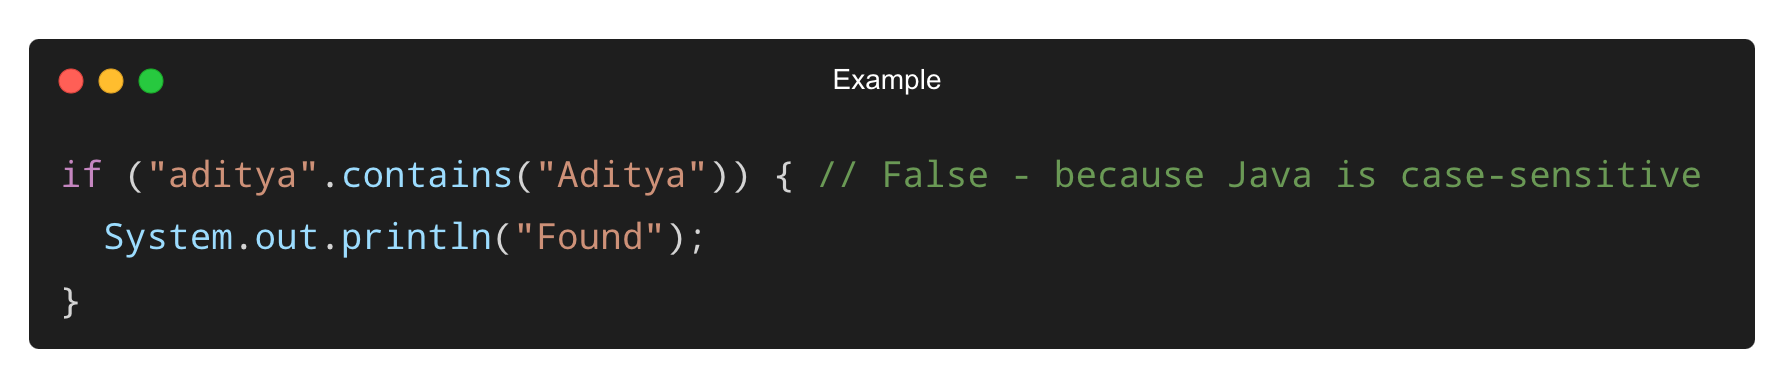 Example
if ("aditya".contains("Aditya")) { // False - because Java is case-sensitive
  System.out.println("Found");
}